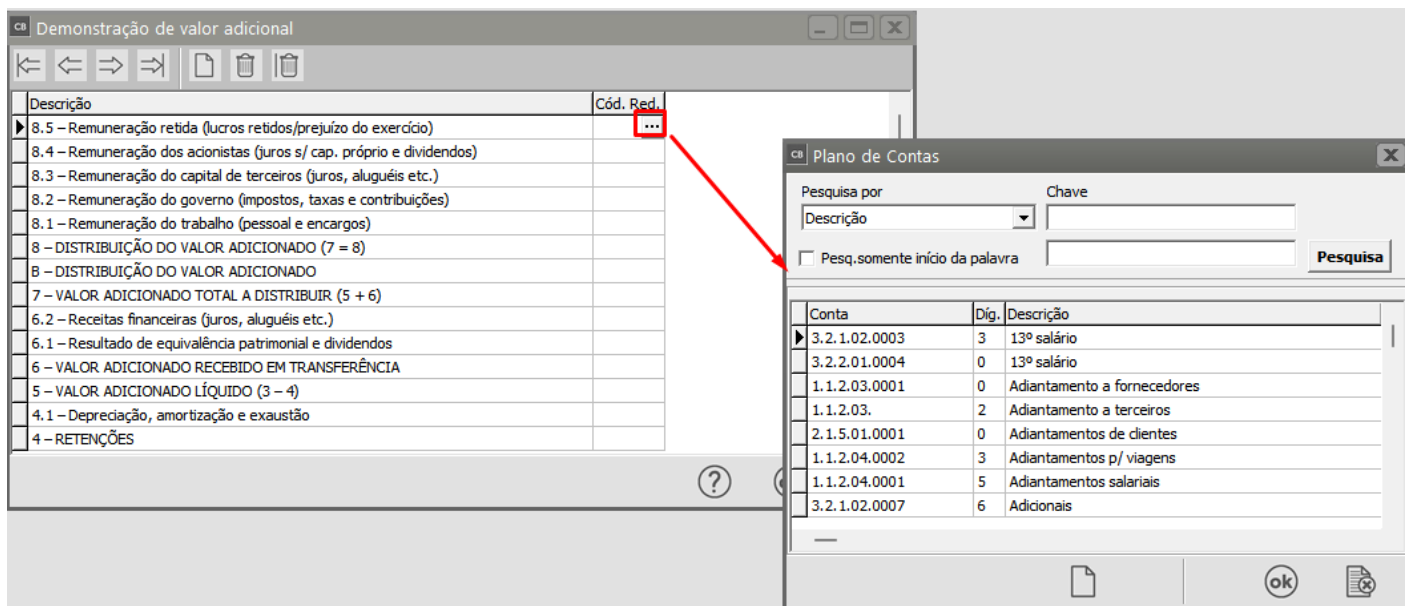 CB Demonstração de valor adicional
Descrição Cód. Red.
8.5 – Remuneração retida (lucros retidos/prejuízo do exercício) ...
8.4 – Remuneração dos acionistas (juros s/ cap. próprio e dividendos)
8.3 – Remuneração do capital de terceiros (juros, aluguéis etc.)
8.2 – Remuneração do governo (impostos, taxas e contribuições)
8.1 – Remuneração do trabalho (pessoal e encargos)
8 – DISTRIBUIÇÃO DO VALOR ADICIONADO (7 = 8)
B – DISTRIBUIÇÃO DO VALOR ADICIONADO
7 – VALOR ADICIONADO TOTAL A DISTRIBUIR (5 + 6)
6.2 – Receitas financeiras (juros, aluguéis etc.)
6.1 – Resultado de equivalência patrimonial e dividendos
6 – VALOR ADICIONADO RECEBIDO EM TRANSFERÊNCIA
5 – VALOR ADICIONADO LÍQUIDO (3 – 4)
4.1 – Depreciação, amortização e exaustão
4 – RETENÇÕES
?
CB Plano de Contas
Pesquisa por Chave
Descrição
Pesq.somente início da palavra Pesquisa
Conta Díg. Descrição
3.2.1.02.0003 3 13º salário
3.2.2.01.0004 0 13º salário
1.1.2.03.0001 0 Adiantamento a fornecedores
1.1.2.03. 2 Adiantamento a terceiros
2.1.5.01.0001 0 Adiantamentos de clientes
1.1.2.04.0002 3 Adiantamentos p/ viagens
1.1.2.04.0001 5 Adiantamentos salariais
3.2.1.02.0007 6 Adicionais
ok